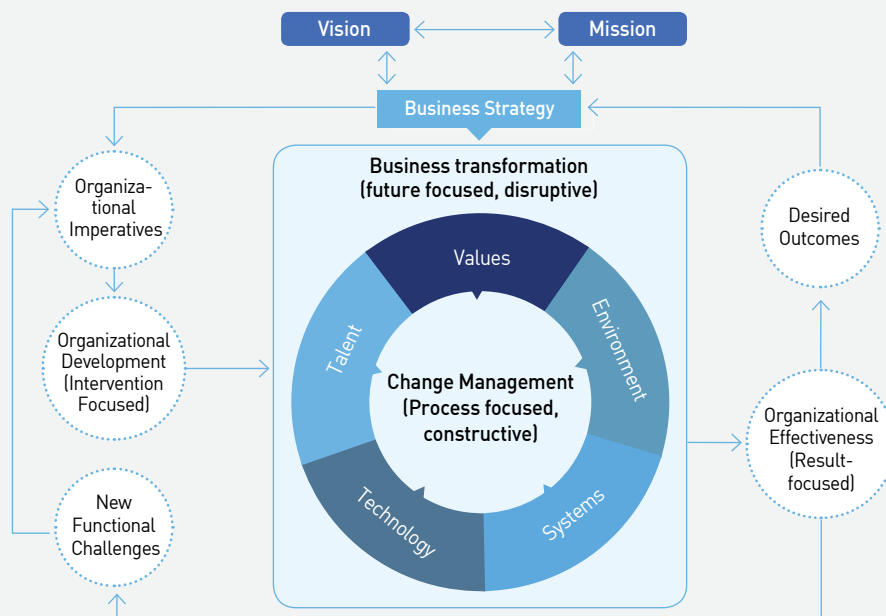 Vision
Mission
Business Strategy
Business transformation
(future focused, disruptive)
Organiza-
tional
Imperatives
Desired
Outcomes
Values
Talent
Environment
Organizational
Development
(Intervention
Focused)
Change Management
(Process focused,
constructive)
Organizational
Effectiveness
(Result-
focused)
New
Functional
Challenges
Technology
Systems